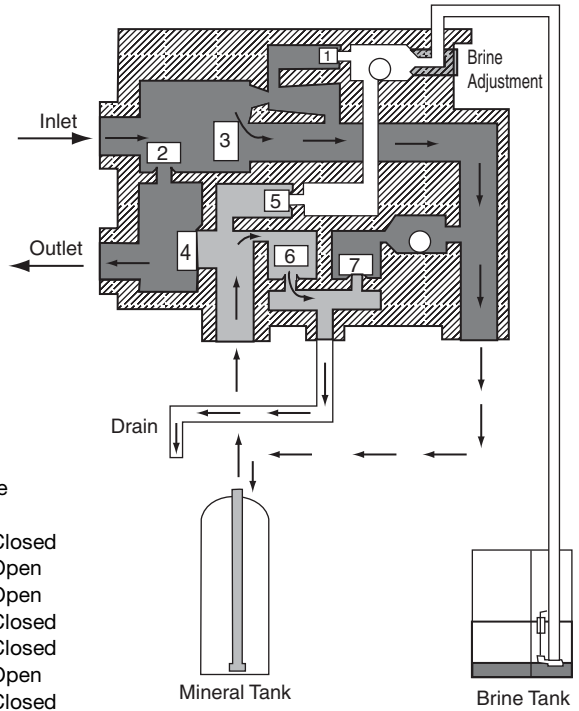 1
Brine
Adjustment
Inlet
2
3
5
Outlet
4
6
7
Drain
Closed
Open
Open
Closed
Closed
Open
Closed
Mineral Tank
Brine Tank